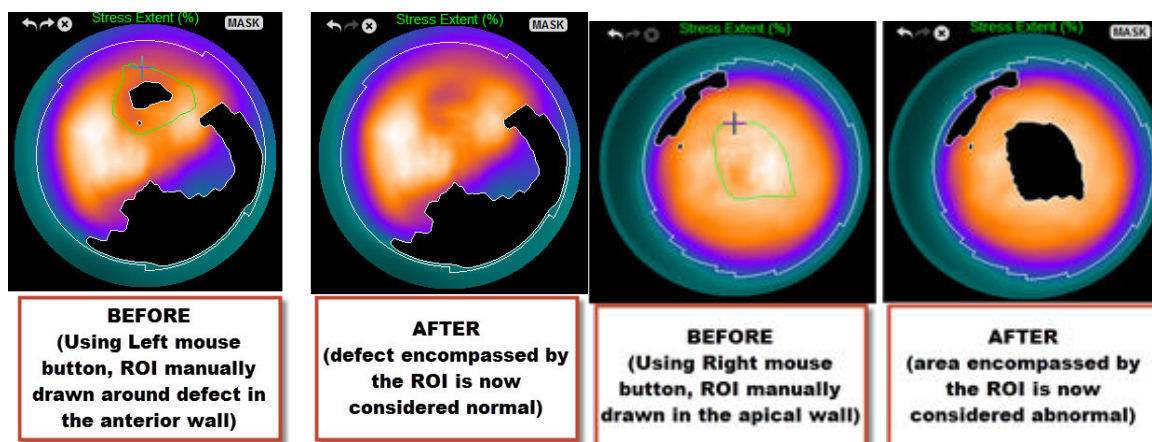 Stress Extent (%)
MASK
BEFORE
(Using Left mouse
button, ROI manually
drawn around defect in
the anterior wall)
Stress Extent (%)
MASK
AFTER
(defect encompassed by
the ROI is now
considered normal)
Stress Extent (%)
MASK
BEFORE
(Using Right mouse
button, ROI manually
drawn in the apical wall)
Stress Extent (%)
MASK
AFTER
(area encompassed by
the ROI is now
considered abnormal)